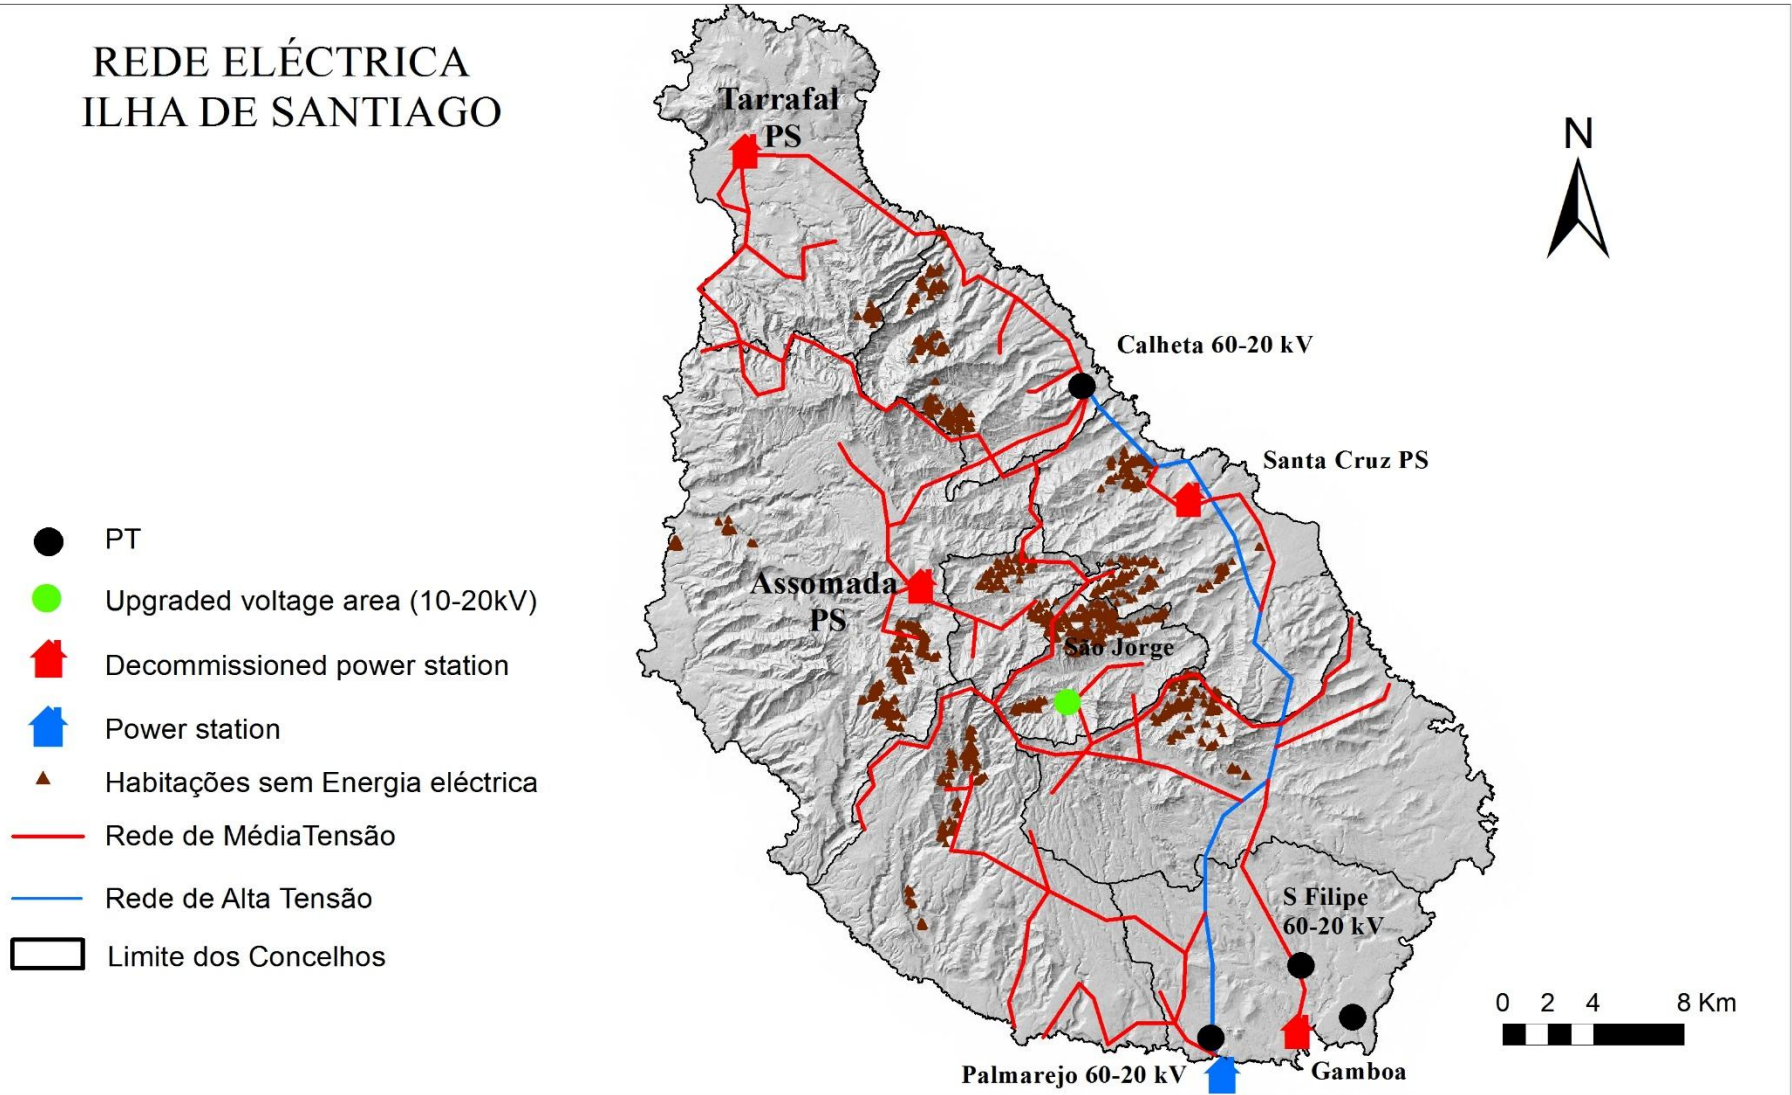 REDE ELÉCTRICA
ILHA DE SANTIAGO
Tarrafal
PS
N
Calheta 60-20 kV
Santa Cruz PS
Assomada
PS
São Jorge
S Filipe
60-20 kV
Palmarejo 60-20 kV
Gamboa
PT
Upgraded voltage area (10-20kV)
Decommissioned power station
Power station
Habitações sem Energia eléctrica
Rede de MédiaTensão
Rede de Alta Tensão
Limite dos Concelhos
0 2 4 8 Km